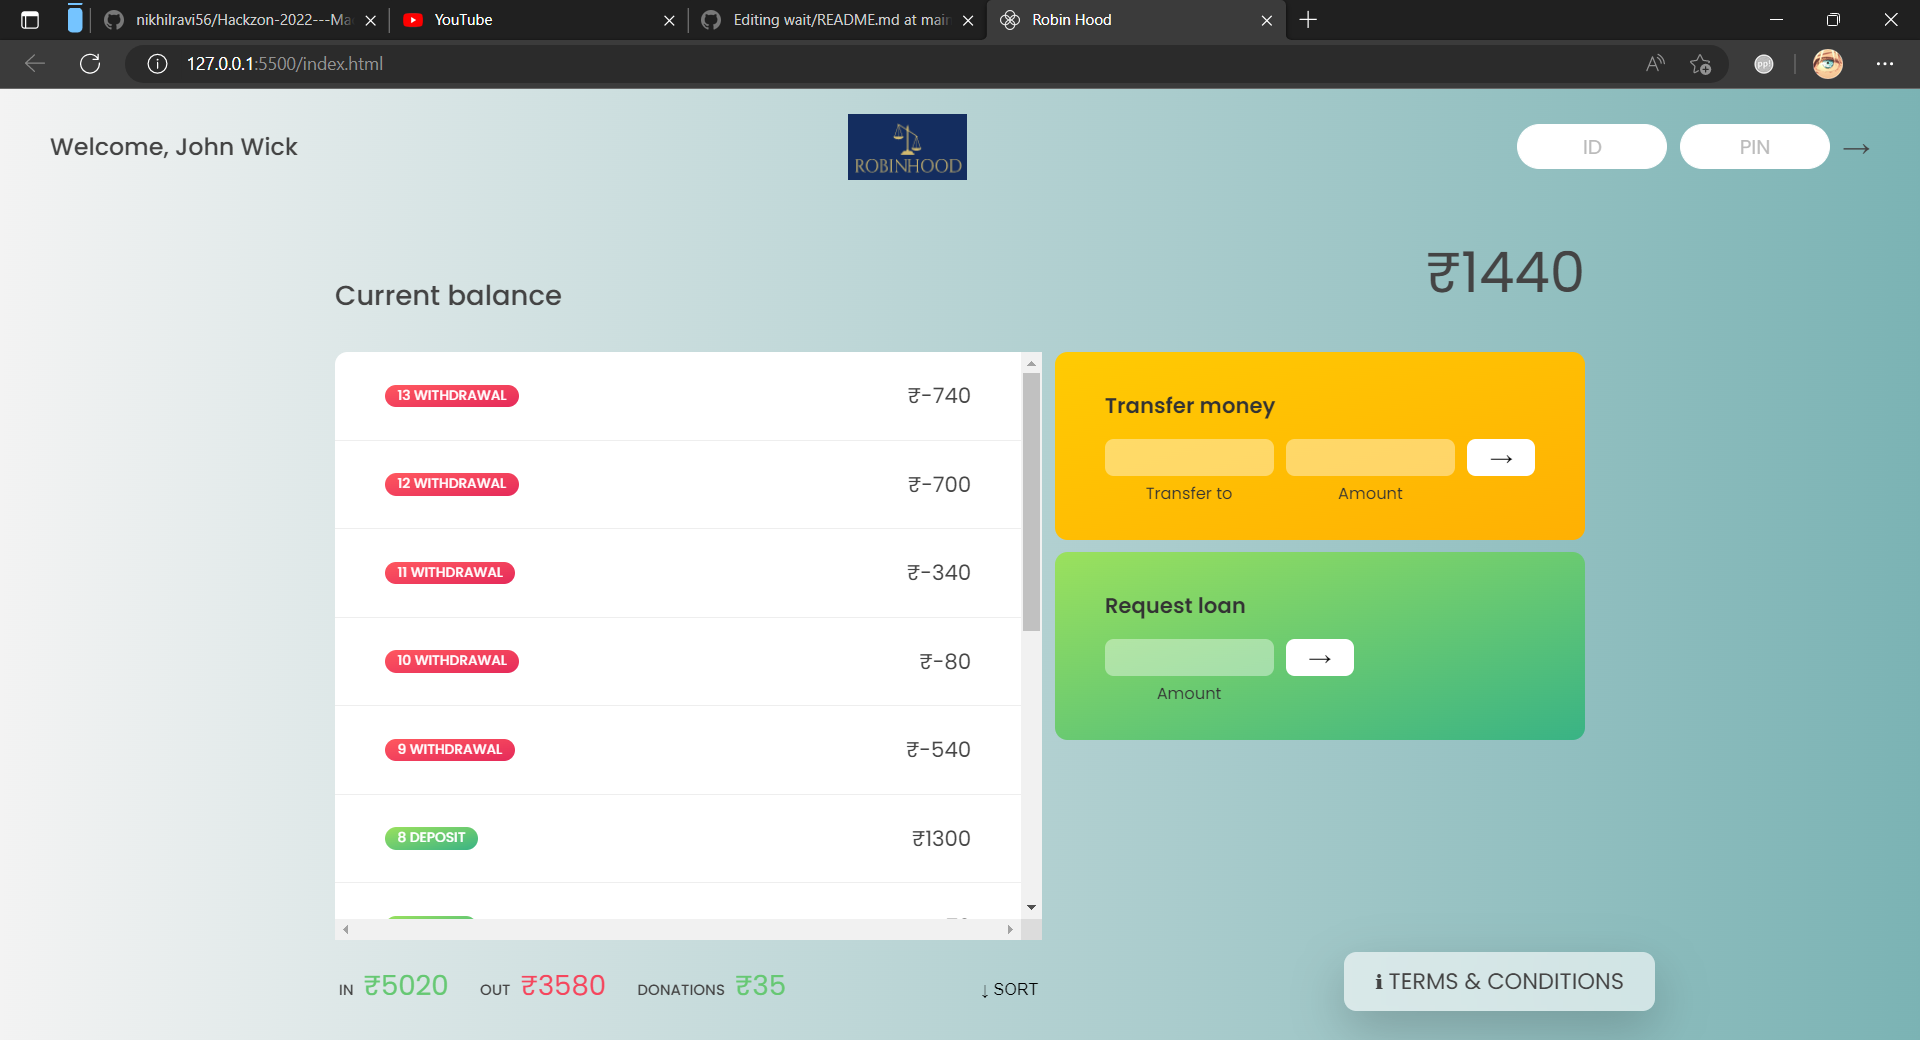 nikhilravi56/Hackzon-2022---Ma
YouTube
Editing wait/README.md at main
Robin Hood
127.0.0.1:5500/index.html
Welcome, John Wick
ROBINHOOD
ID
PIN
→
Current balance
₹1440
13 WITHDRAWAL ₹-740
12 WITHDRAWAL ₹-700
11 WITHDRAWAL ₹-340
10 WITHDRAWAL ₹-80
9 WITHDRAWAL ₹-540
8 DEPOSIT ₹1300
Transfer money
→
Transfer to
Amount
Request loan
→
Amount
IN ₹5020 OUT ₹3580 DONATIONS ₹35
↓ SORT
ℹ TERMS & CONDITIONS